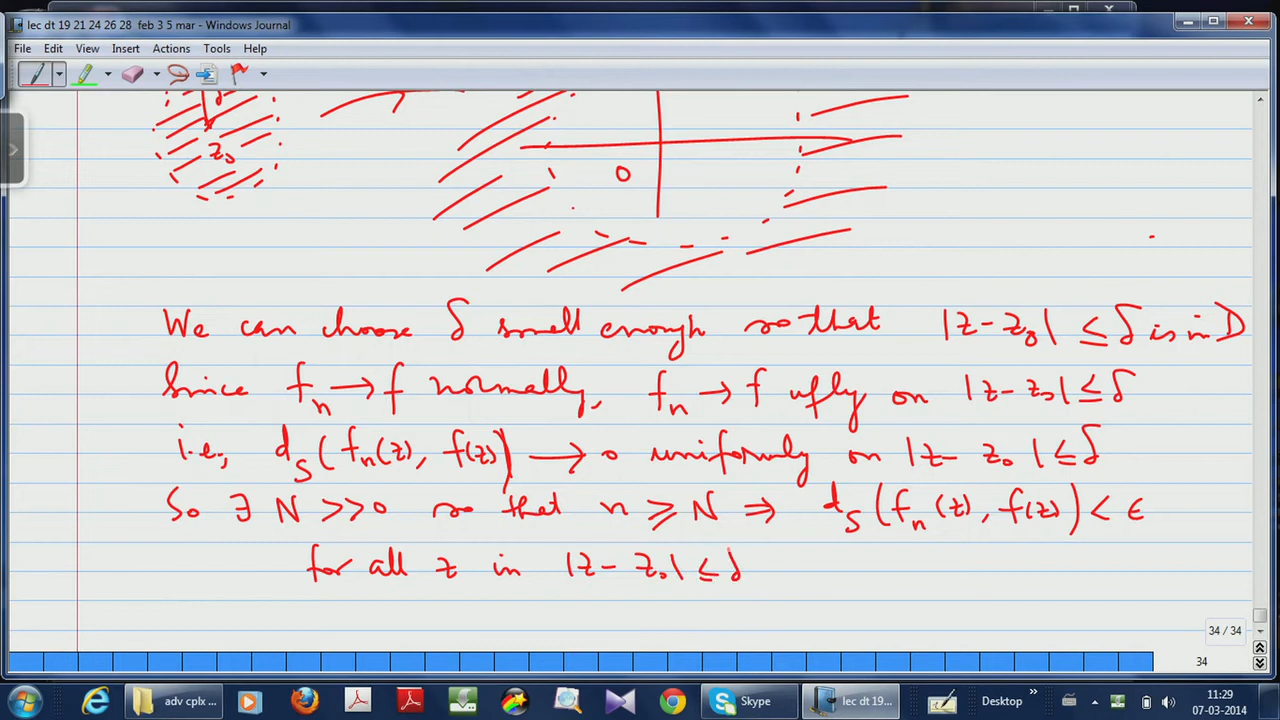 lec dt 19 21 24 26 28 feb 3 5 mar - Windows Journal
File Edit View Insert Actions Tools Help
z₀
0
We can choose δ small enough so that |z - z₀| ≤ δ is in D
Since fₙ → f normally, fₙ → f ufly on |z - z₀| ≤ δ
i.e., d_S(fₙ(z), f(z)) → 0 uniformly on |z - z₀| ≤ δ
So ∃ N >> 0 so that n ≥ N ⇒ d_S(fₙ(z), f(z)) < ε
for all z in |z - z₀| ≤ δ
34 / 34
34
adv cplx ...
Skype
lec dt 19...
Desktop
11:29
07-03-2014